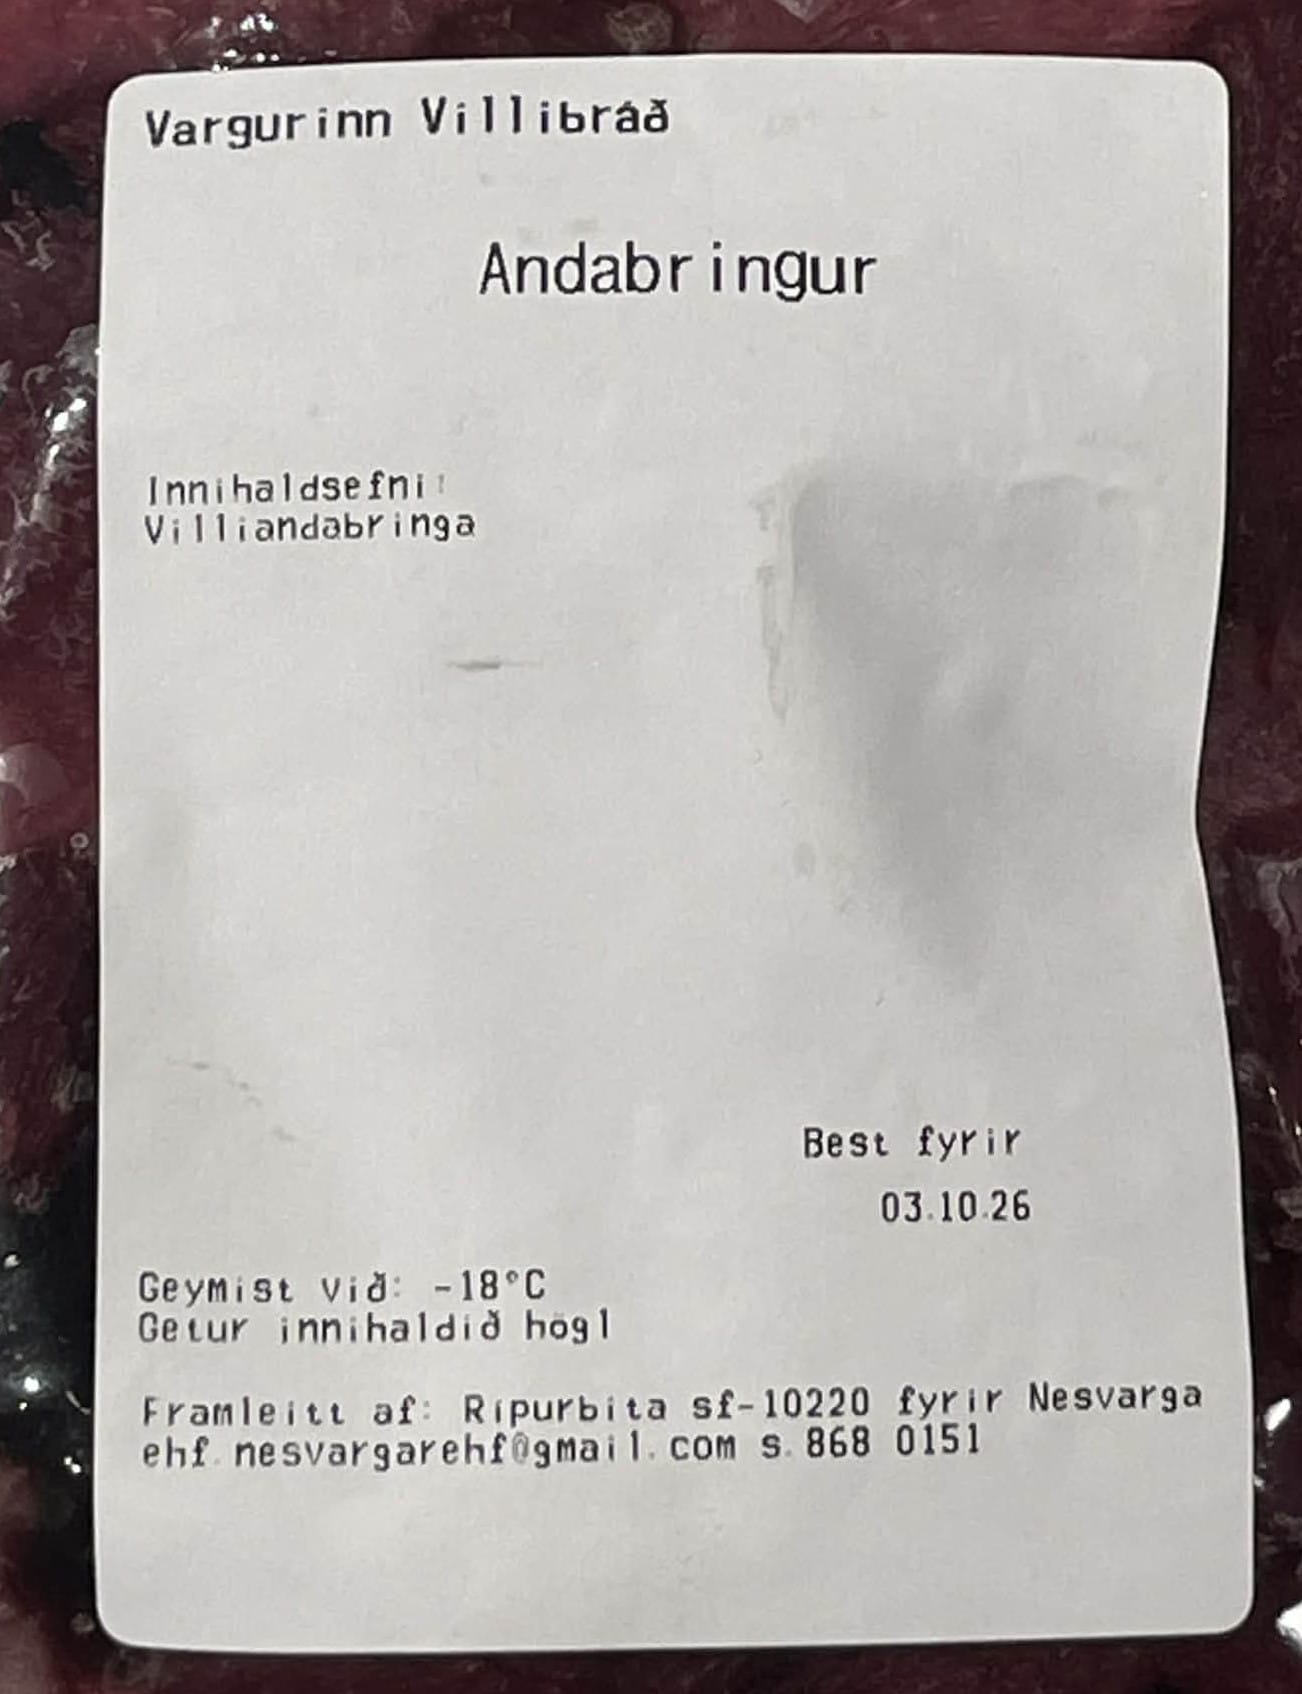 Vargurinn Villibráð
Andabringur
Innihaldsefni:
Villiandabringa
Best fyrir
03.10.26
Geymist við: -18°C
Getur innihaldið högl
Framleitt af: Rípurbita sf-10220 fyrir Nesvarga
ehf. nesvargarehf@gmail.com s. 868 0151